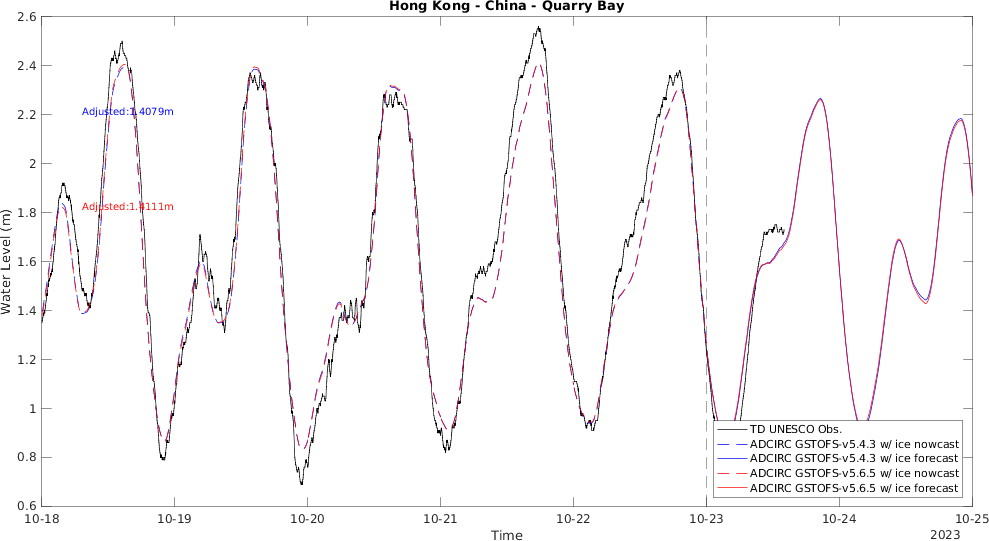 Hong Kong - China - Quarry Bay
2.6
2.4
2.2
2
1.8
1.6
1.4
1.2
1
0.8
0.6
Water Level (m)
Adjusted:1.4079m
Adjusted:1.4111m
TD UNESCO Obs.
ADCIRC GSTOFS-v5.4.3 w/ ice nowcast
ADCIRC GSTOFS-v5.4.3 w/ ice forecast
ADCIRC GSTOFS-v5.6.5 w/ ice nowcast
ADCIRC GSTOFS-v5.6.5 w/ ice forecast
10-18 10-19 10-20 10-21 10-22 10-23 10-24 10-25
Time
2023